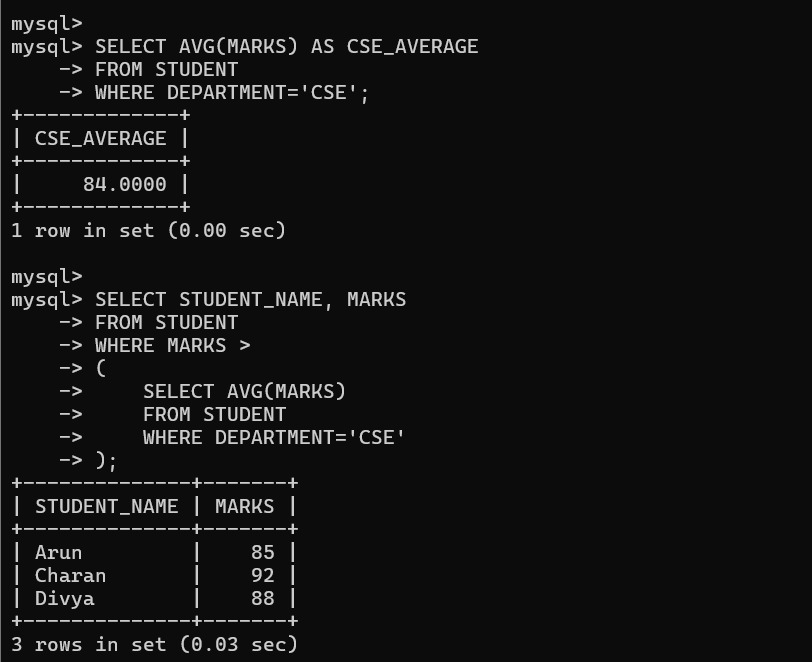 mysql>
mysql> SELECT AVG(MARKS) AS CSE_AVERAGE
    -> FROM STUDENT
    -> WHERE DEPARTMENT='CSE';
+-------------+
| CSE_AVERAGE |
+-------------+
|     84.0000 |
+-------------+
1 row in set (0.00 sec)

mysql>
mysql> SELECT STUDENT_NAME, MARKS
    -> FROM STUDENT
    -> WHERE MARKS >
    -> (
    ->     SELECT AVG(MARKS)
    ->     FROM STUDENT
    ->     WHERE DEPARTMENT='CSE'
    -> );
+--------------+-------+
| STUDENT_NAME | MARKS |
+--------------+-------+
| Arun         |    85 |
| Charan       |    92 |
| Divya        |    88 |
+--------------+-------+
3 rows in set (0.03 sec)